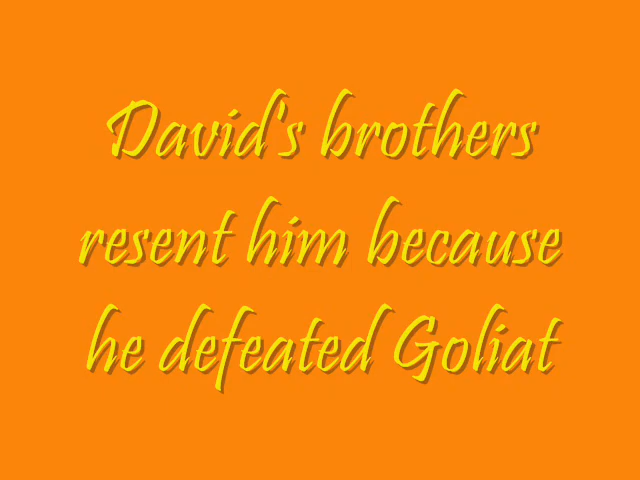 David's brothers
resent him because
he defeated Goliat